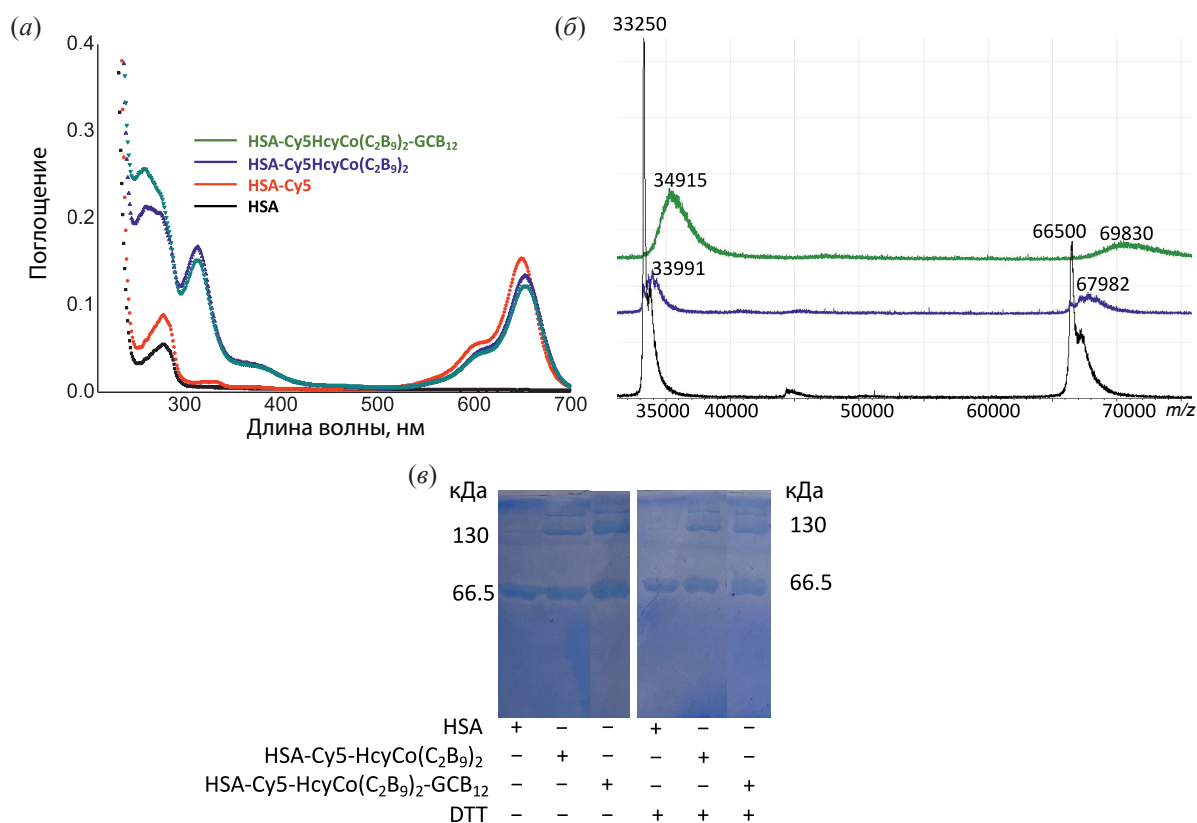 (а)
0.4
0.3
0.2
0.1
0.0
Поглощение
HSA-Cy5HcyCo(C₂B₉)₂-GCB₁₂
HSA-Cy5HcyCo(C₂B₉)₂
HSA-Cy5
HSA
300 400 500 600 700
Длина волны, нм
(б)
33250
34915
33991
66500
69830
67982
35000 40000 50000 60000 70000 m/z
(в)
кДа кДа
130 130
66.5 66.5
HSA + – – + – –
HSA-Cy5-HcyCo(C₂B₉)₂ – + – – + –
HSA-Cy5-HcyCo(C₂B₉)₂-GCB₁₂ – – + – – +
DTT – – – + + +